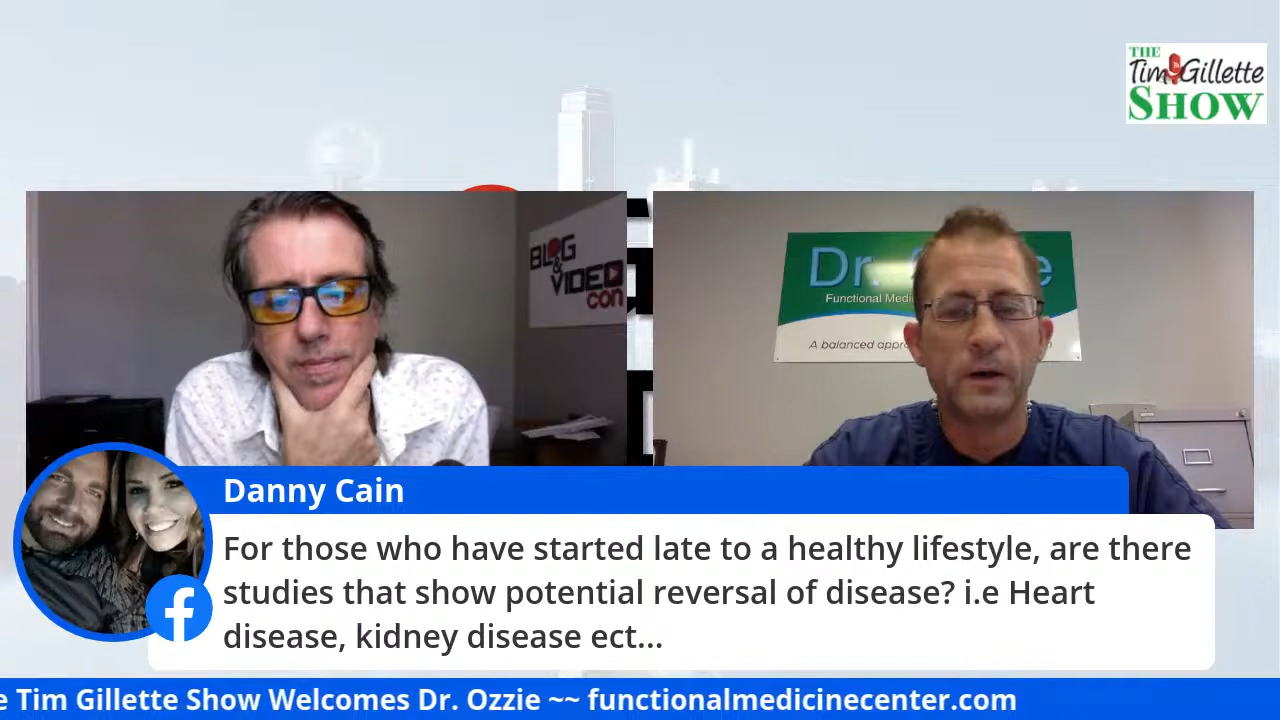 THE
Tim Gillette
SHOW
BLOG
&
VIDEO
con
Dr.
Functional
A balanced
Danny Cain
For those who have started late to a healthy lifestyle, are there
studies that show potential reversal of disease? i.e Heart
disease, kidney disease ect...
e Tim Gillette Show Welcomes Dr. Ozzie ~~ functionalmedicinecenter.com